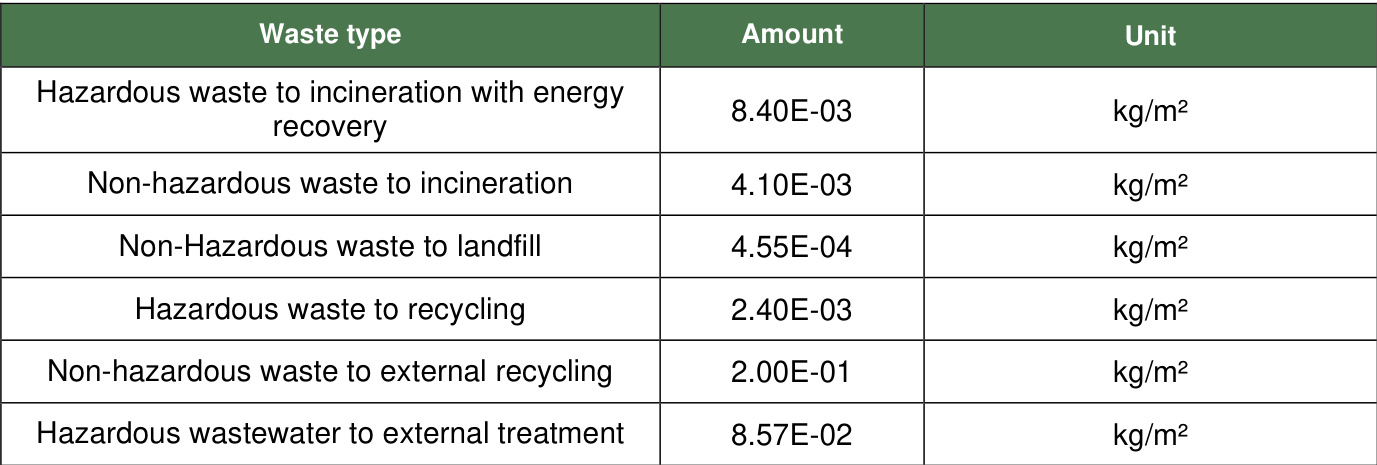 Waste type Amount Unit
Hazardous waste to incineration with energy
recovery 8.40E-03 kg/m²
Non-hazardous waste to incineration 4.10E-03 kg/m²
Non-Hazardous waste to landfill 4.55E-04 kg/m²
Hazardous waste to recycling 2.40E-03 kg/m²
Non-hazardous waste to external recycling 2.00E-01 kg/m²
Hazardous wastewater to external treatment 8.57E-02 kg/m²